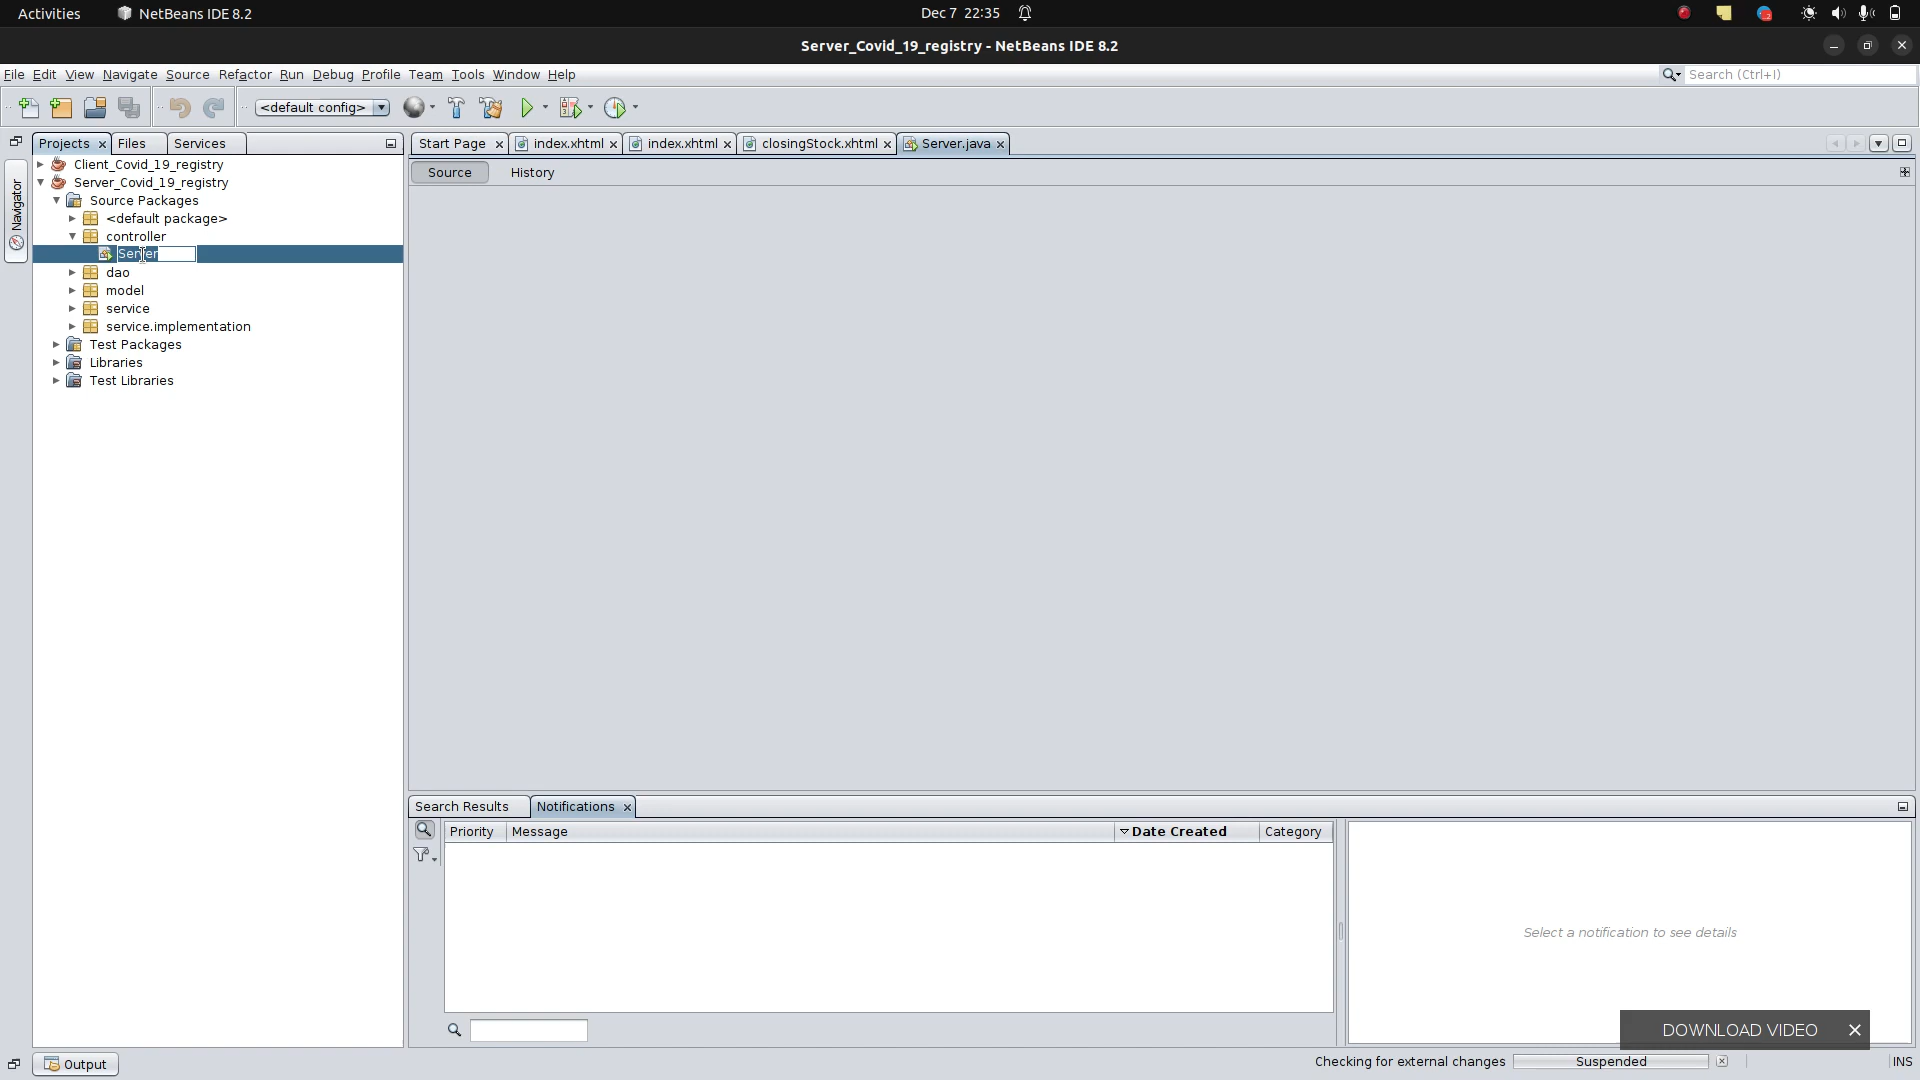 Activities NetBeans IDE 8.2 Dec 7 22:35
Server_Covid_19_registry - NetBeans IDE 8.2
File Edit View Navigate Source Refactor Run Debug Profile Team Tools Window Help Search (Ctrl+I)
<default config>
Projects Files Services Start Page index.xhtml index.xhtml closingStock.xhtml Server.java
Source History
Navigator
Client_Covid_19_registry
Server_Covid_19_registry
Source Packages
<default package>
controller
Server
dao
model
service
service.implementation
Test Packages
Libraries
Test Libraries
Search Results Notifications
Priority Message Date Created Category
Select a notification to see details
DOWNLOAD VIDEO
Output Checking for external changes Suspended INS